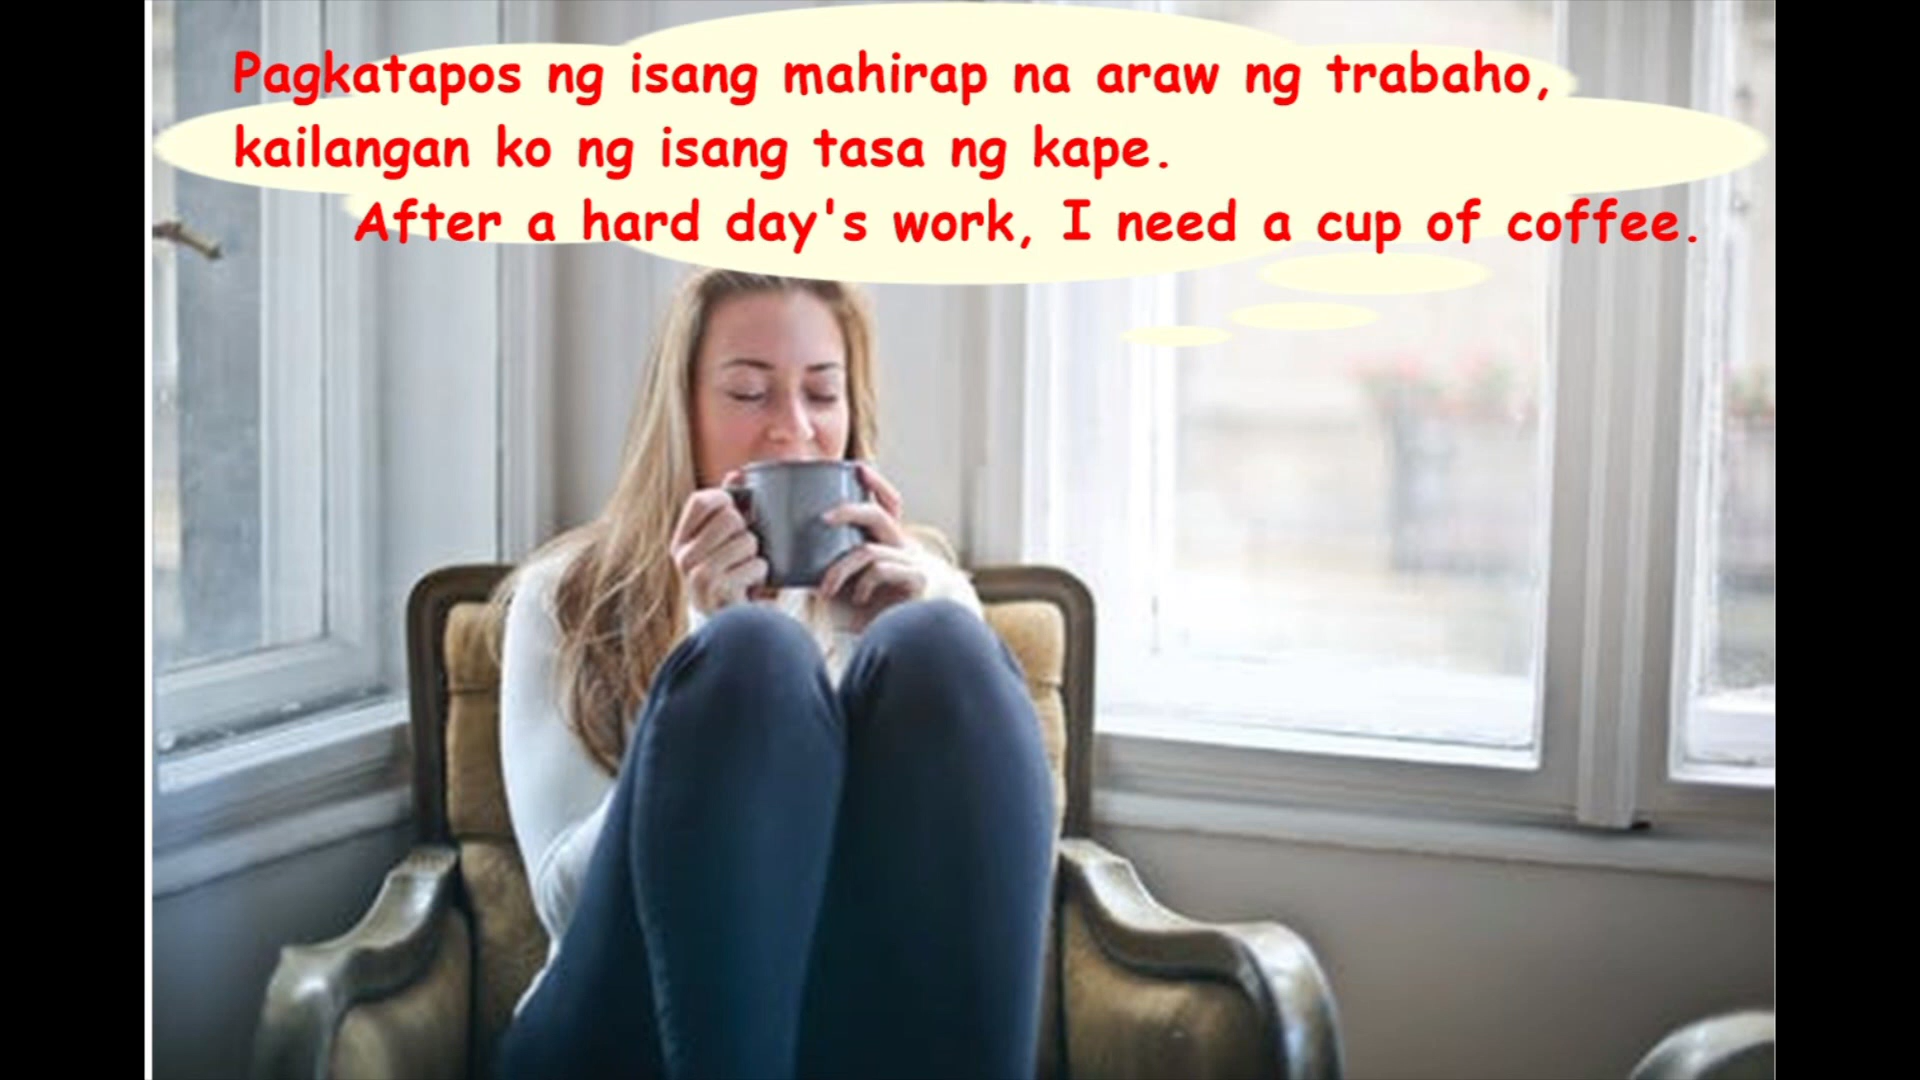 Pagkatapos ng isang mahirap na araw ng trabaho,
kailangan ko ng isang tasa ng kape.
After a hard day's work, I need a cup of coffee.